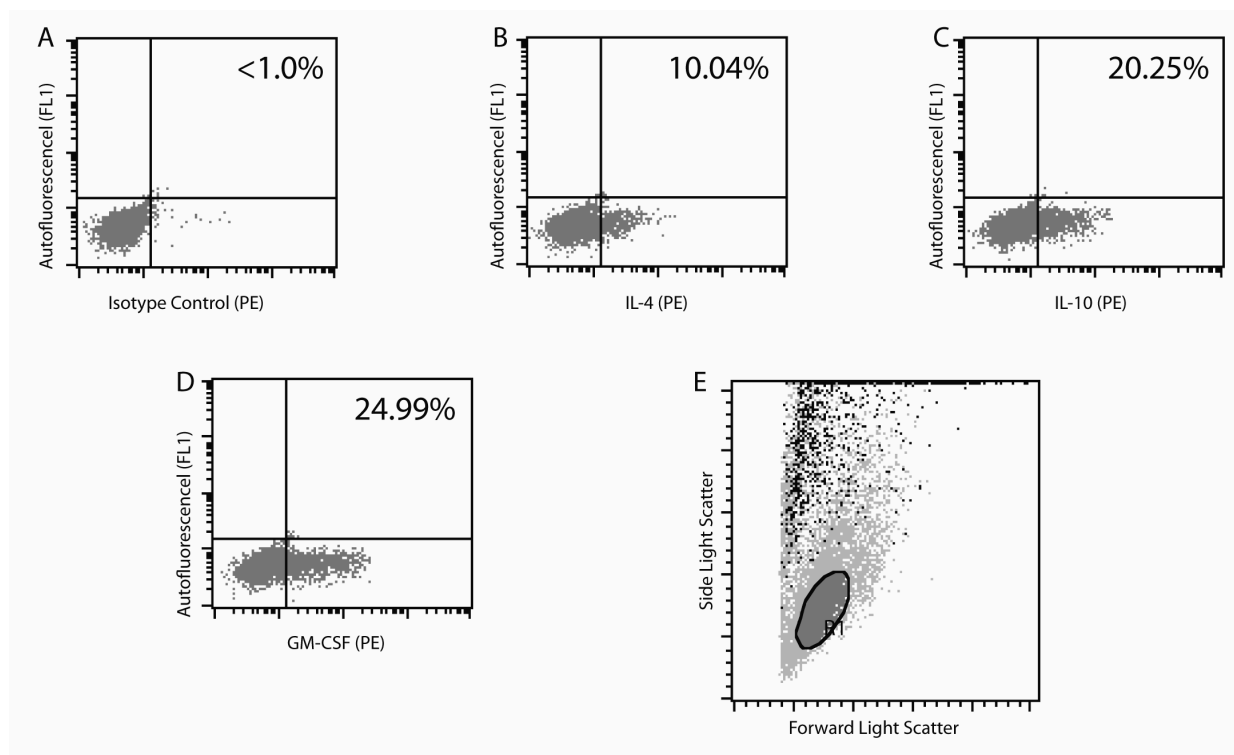 A
<1.0%
Autofluorescencel (FL1)
Isotype Control (PE)
B
10.04%
Autofluorescencel (FL1)
IL-4 (PE)
C
20.25%
Autofluorescencel (FL1)
IL-10 (PE)
D
24.99%
Autofluorescencel (FL1)
GM-CSF (PE)
E
Side Light Scatter
R1
Forward Light Scatter